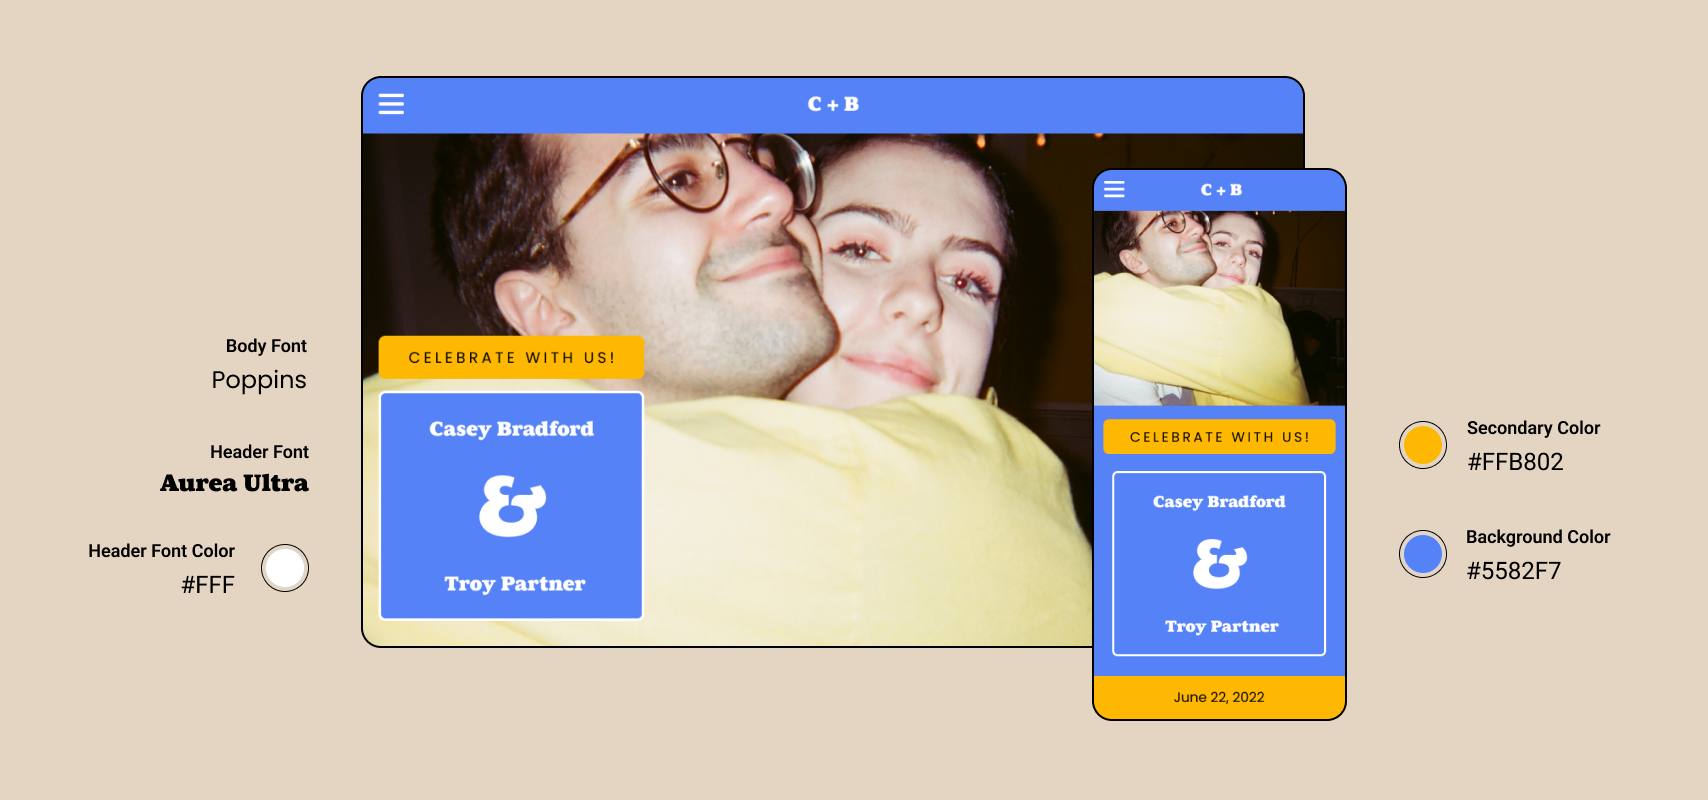 C + B
CELEBRATE WITH US!
Casey Bradford
&
Troy Partner
C + B
CELEBRATE WITH US!
Casey Bradford
&
Troy Partner
June 22, 2022
Body Font
Poppins
Header Font
Aurea Ultra
Header Font Color
#FFF
Secondary Color
#FFB802
Background Color
#5582F7